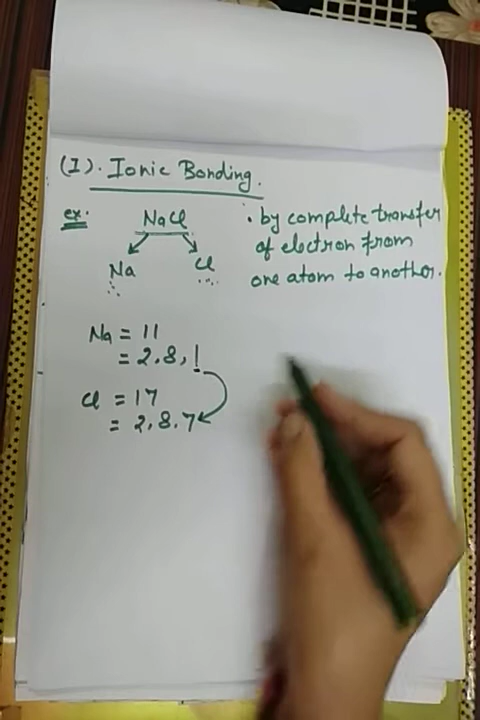 (I). Ionic Bonding.
ex:
NaCl
Na
Cl
• by complete transfer
of electron from
one atom to another.
Na = 11
= 2,8,1
Cl = 17
= 2,8,7